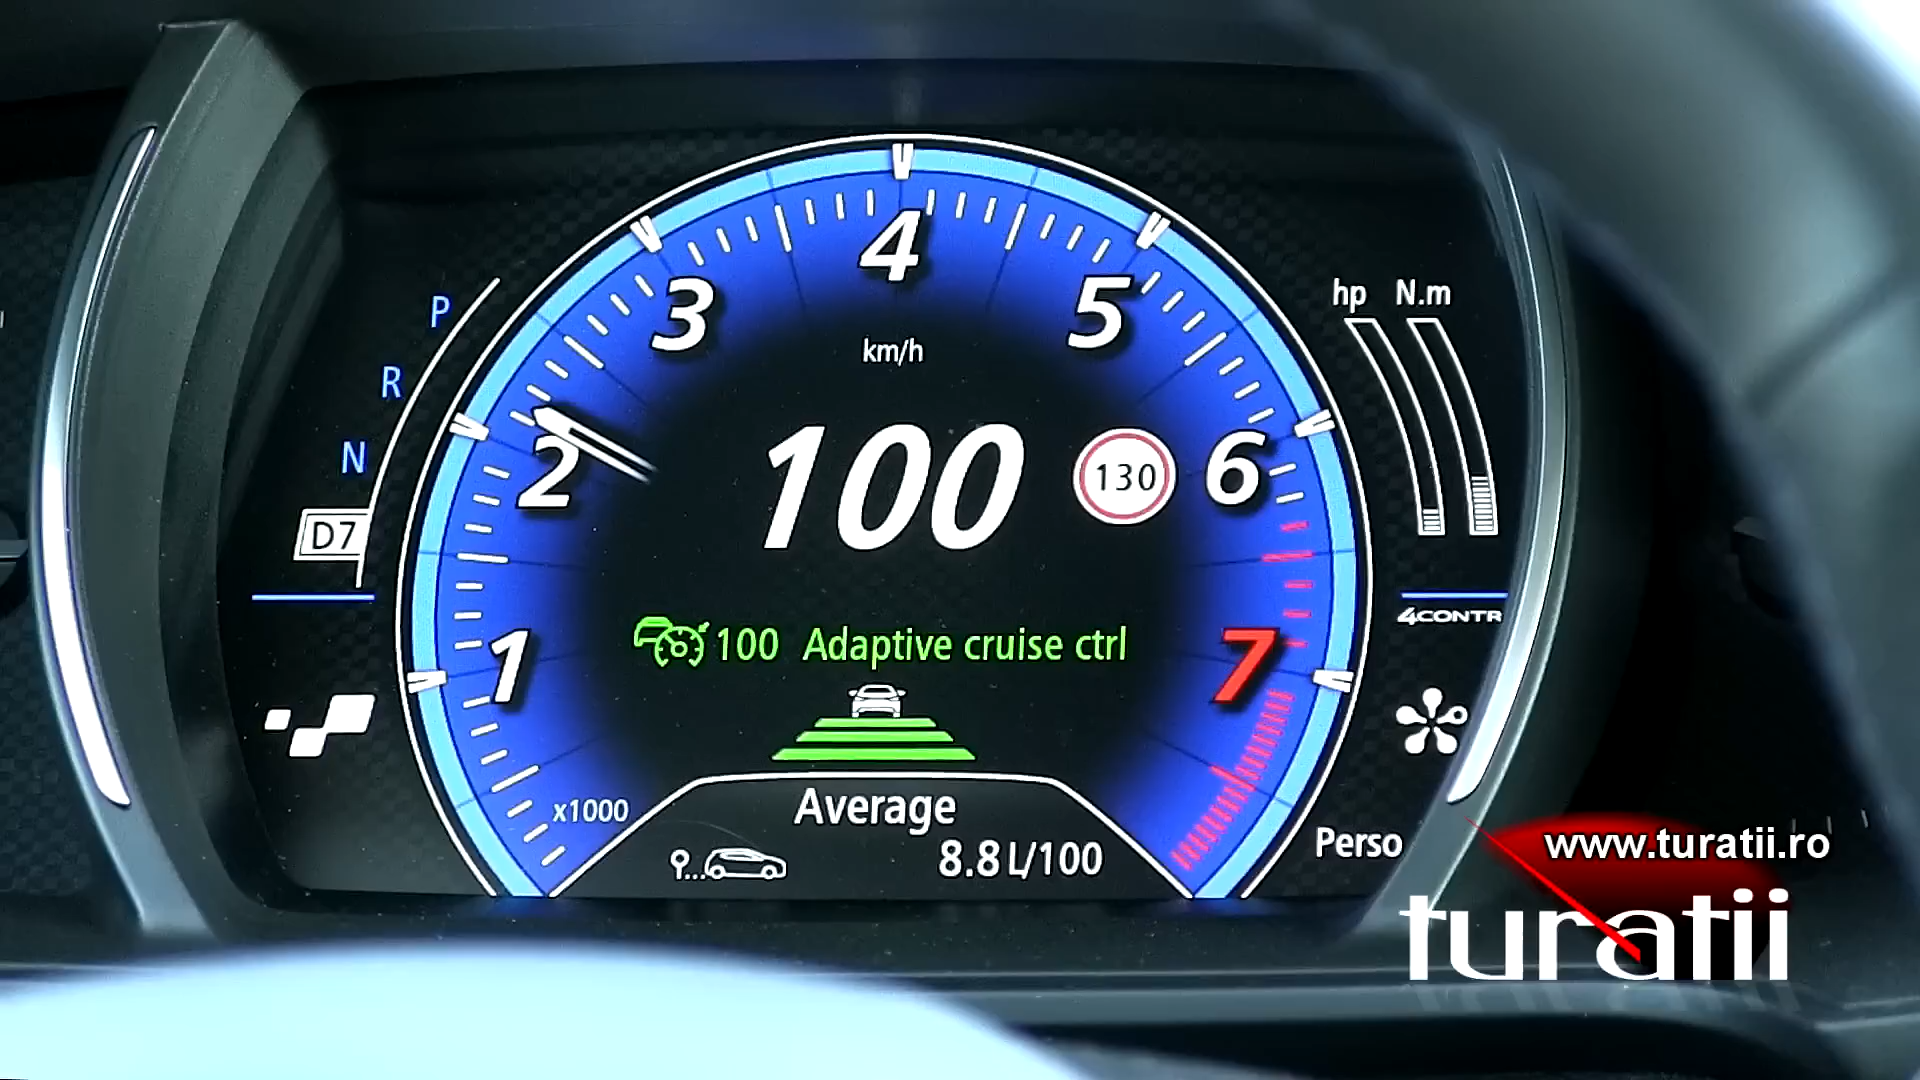 P
R
N
D7
1
2
3
4
5
6
7
x1000
km/h
100
130
100 Adaptive cruise ctrl
Average
8.8 L/100
hp N.m
4CONTR
Perso
www.turatii.ro
turatii